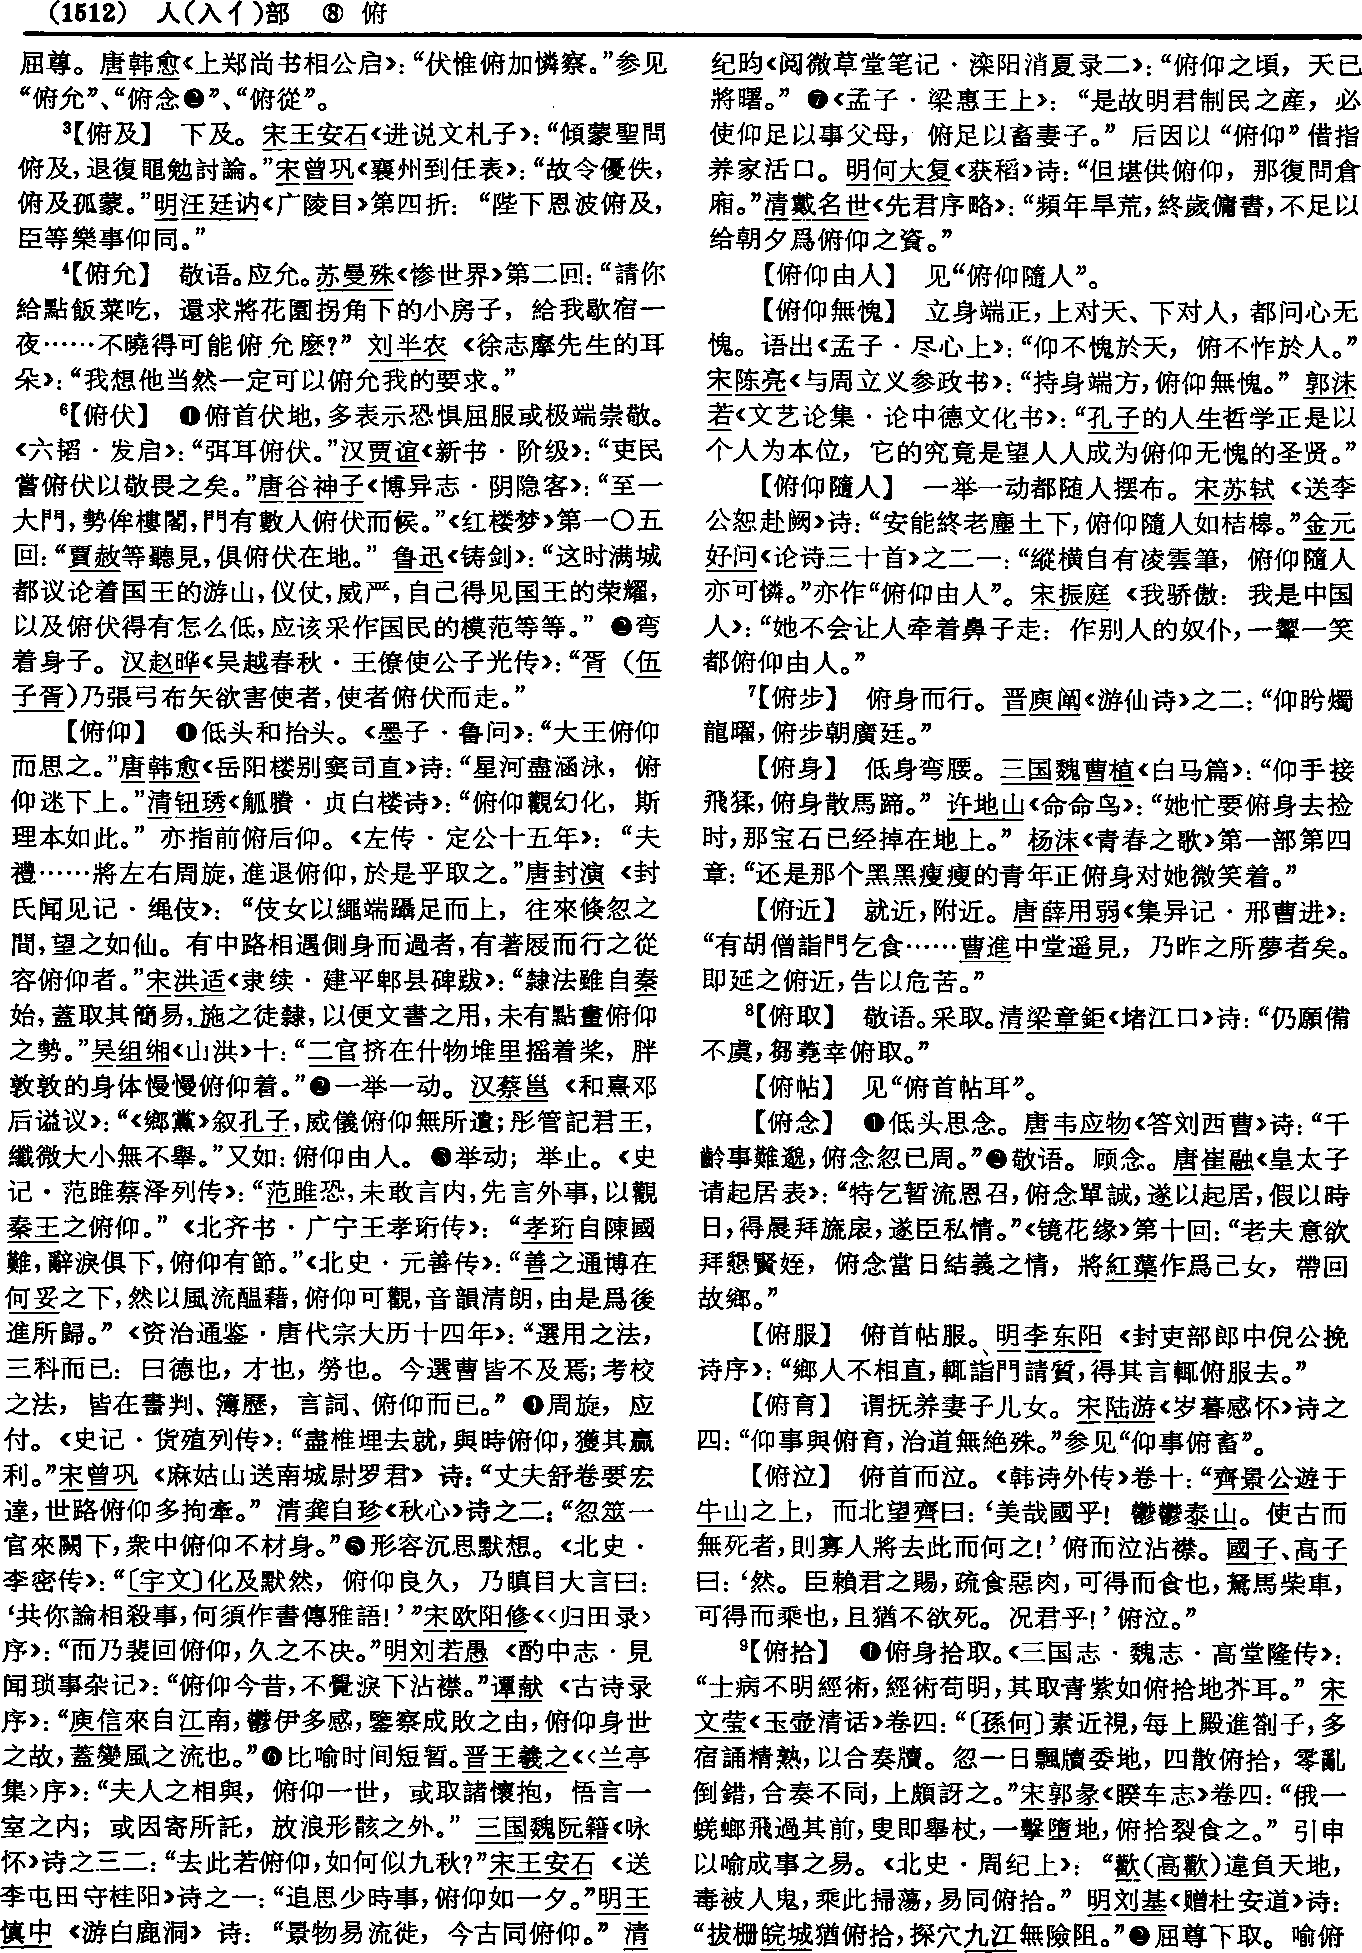 (1512) 人(入亻)部 ⑧ 俯
屈尊。唐韩愈《上郑尚书相公启》：“伏惟俯加憐察。”参见
“俯允”、“俯念❷”、“俯從”。
³【俯及】 下及。宋王安石《进说文札子》：“傾蒙聖問
俯及，退復黽勉討論。”宋曾巩《襄州到任表》：“故令優佚，
俯及孤蒙。”明汪廷讷《广陵月》第四折：“陛下恩波俯及，
臣等樂事仰同。”
⁴【俯允】 敬语。应允。苏曼殊《惨世界》第二回：“請你
給點飯菜吃，還求將花園拐角下的小房子，給我歇宿一
夜……不曉得可能俯允麽？” 刘半农《徐志摩先生的耳
朵》：“我想他当然一定可以俯允我的要求。”
⁶【俯伏】 ❶俯首伏地，多表示恐惧屈服或极端崇敬。
《六韬·发启》：“弭耳俯伏。”汉贾谊《新书·阶级》：“吏民
嘗俯伏以敬畏之矣。”唐谷神子《博异志·阴隐客》：“至一
大門，勢侔樓閣，門有數人俯伏而候。”《红楼梦》第一〇五
回：“賈赦等聽見，俱俯伏在地。” 鲁迅《铸剑》：“这时满城
都议论着国王的游山，仪仗，威严，自己得见国王的荣耀，
以及俯伏得有怎么低，应该采作国民的模范等等。” ❷弯
着身子。汉赵晔《吴越春秋·王僚使公子光传》：“胥（伍
子胥）乃張弓布矢欲害使者，使者俯伏而走。”
【俯仰】 ❶低头和抬头。《墨子·鲁问》：“大王俯仰
而思之。”唐韩愈《岳阳楼别窦司直》诗：“星河盡涵泳，俯
仰迷下上。”清钮琇《觚賸·贞白楼诗》：“俯仰觀幻化，斯
理本如此。” 亦指前俯后仰。《左传·定公十五年》：“夫
禮……將左右周旋，進退俯仰，於是乎取之。”唐封演《封
氏闻见记·绳伎》：“伎女以繩端躡足而上，往來倏忽之
間，望之如仙。有中路相遇側身而過者，有著屐而行之從
容俯仰者。”宋洪适《隶续·建平郫县碑跋》：“隸法雖自秦
始，蓋取其簡易，施之徒隸，以便文書之用，未有點畫俯仰
之勢。”吴组缃《山洪》十：“二官挤在什物堆里摇着桨，胖
敦敦的身体慢慢俯仰着。”❷一举一动。汉蔡邕《和熹邓
后谥议》：“《鄉黨》叙孔子，威儀俯仰無所遺；彤管記君王，
纖微大小無不舉。”又如：俯仰由人。❸举动；举止。《史
记·范雎蔡泽列传》：“范雎恐，未敢言内，先言外事，以觀
秦王之俯仰。”《北齐书·广宁王孝珩传》：“孝珩自陳國
難，辭淚俱下，俯仰有節。”《北史·元善传》：“善之通博在
何妥之下，然以風流醖藉，俯仰可觀，音韻清朗，由是爲後
進所歸。”《资治通鉴·唐代宗大历十四年》：“選用之法，
三科而已：曰德也，才也，勞也。今選曹皆不及焉；考校
之法，皆在書判、簿歷，言詞、俯仰而已。” ❹周旋，应
付。《史记·货殖列传》：“盡椎埋去就，與時俯仰，獲其贏
利。”宋曾巩《麻姑山送南城尉罗君》诗：“丈夫舒卷要宏
達，世路俯仰多拘牽。” 清龚自珍《秋心》诗之二：“忽筮一
官來闕下，衆中俯仰不材身。”❺形容沉思默想。《北史·
李密传》：“〔宇文〕化及默然，俯仰良久，乃瞋目大言曰：
‘共你論相殺事，何須作書傳雅語！’”宋欧阳修《〈归田录〉
序》：“而乃裴回俯仰，久之不决。”明刘若愚《酌中志·見
闻琐事杂记》：“俯仰今昔，不覺淚下沾襟。”谭献《古诗录
序》：“庾信來自江南，鬱伊多感，鑒察成敗之由，俯仰身世
之故，蓋變風之流也。”❻比喻时间短暂。晋王羲之《〈兰亭
集〉序》：“夫人之相與，俯仰一世，或取諸懷抱，悟言一
室之内；或因寄所託，放浪形骸之外。” 三国魏阮籍《咏
怀》诗之三二：“去此若俯仰，如何似九秋？”宋王安石《送
李屯田守桂阳》诗之一：“追思少時事，俯仰如一夕。”明王
慎中《游白鹿洞》诗：“景物易流徙，今古同俯仰。” 清
纪昀《阅微草堂笔记·滦阳消夏录二》：“俯仰之頃，天已
將曙。” ❼《孟子·梁惠王上》：“是故明君制民之産，必
使仰足以事父母，俯足以畜妻子。” 后因以“俯仰”借指
养家活口。明何大复《获稻》诗：“但堪供俯仰，那復問倉
廂。”清戴名世《先君序略》：“頻年旱荒，終歲傭書，不足以
给朝夕爲俯仰之資。”
【俯仰由人】 见“俯仰隨人”。
【俯仰無愧】 立身端正，上对天、下对人，都问心无
愧。语出《孟子·尽心上》：“仰不愧於天，俯不怍於人。”
宋陈亮《与周立义参政书》：“持身端方，俯仰無愧。” 郭沫
若《文艺论集·论中德文化书》：“孔子的人生哲学正是以
个人为本位，它的究竟是望人人成为俯仰无愧的圣贤。”
【俯仰隨人】 一举一动都随人摆布。宋苏轼《送李
公恕赴阙》诗：“安能終老塵土下，俯仰隨人如桔槔。”金元
好问《论诗三十首》之二一：“縱横自有凌雲筆，俯仰隨人
亦可憐。”亦作“俯仰由人”。宋振庭《我骄傲：我是中国
人》：“她不会让人牵着鼻子走：作别人的奴仆，一颦一笑
都俯仰由人。”
⁷【俯步】 俯身而行。晋庾阐《游仙诗》之二：“仰盻燭
龍曜，俯步朝廣廷。”
【俯身】 低身弯腰。三国魏曹植《白马篇》：“仰手接
飛猱，俯身散馬蹄。” 许地山《命命鸟》：“她忙要俯身去捡
时，那宝石已经掉在地上。” 杨沫《青春之歌》第一部第四
章：“还是那个黑黑瘦瘦的青年正俯身对她微笑着。”
【俯近】 就近，附近。唐薛用弱《集异记·邢曹进》：
“有胡僧詣門乞食……曹進中堂遥見，乃昨之所夢者矣。
即延之俯近，告以危苦。”
⁸【俯取】 敬语。采取。清梁章鉅《堵江口》诗：“仍願備
不虞，芻蕘幸俯取。”
【俯帖】 见“俯首帖耳”。
【俯念】 ❶低头思念。唐韦应物《答刘西曹》诗：“千
齡事難邈，俯念忽已周。”❷敬语。顾念。唐崔融《皇太子
请起居表》：“特乞暂流恩召，俯念單誠，遂以起居，假以時
日，得晨拜旒扆，遂臣私情。”《镜花缘》第十回：“老夫意欲
拜懇賢姪，俯念當日結義之情，將紅蕖作爲己女，帶回
故鄉。”
【俯服】 俯首帖服。明李东阳《封吏部郎中倪公挽
诗序》：“鄉人不相直，輒詣門請質，得其言輒俯服去。”
【俯育】 谓抚养妻子儿女。宋陆游《岁暮感怀》诗之
四：“仰事與俯育，治道無絶殊。”参见“仰事俯畜”。
【俯泣】 俯首而泣。《韩诗外传》卷十：“齊景公遊于
牛山之上，而北望齊曰：‘美哉國乎！鬱鬱泰山。使古而
無死者，則寡人將去此而何之！’俯而泣沾襟。國子、高子
曰：‘然。臣賴君之賜，疏食惡肉，可得而食也，駑馬柴車，
可得而乘也，且猶不欲死。况君乎！’俯泣。”
⁹【俯拾】 ❶俯身拾取。《三国志·魏志·高堂隆传》：
“士病不明經術，經術苟明，其取青紫如俯拾地芥耳。” 宋
文莹《玉壶清话》卷四：“〔孫何〕素近視，每上殿進劄子，多
宿誦精熟，以合奏牘。忽一日飄牘委地，四散俯拾，零亂
倒錯，合奏不同，上頗訝之。”宋郭彖《睽车志》卷四：“俄一
蜣螂飛過其前，叟即舉杖，一擊墮地，俯拾裂食之。” 引申
以喻成事之易。《北史·周纪上》：“歡（高歡）違負天地，
毒被人鬼，乘此掃蕩，易同俯拾。” 明刘基《赠杜安道》诗：
“拔栅皖城猶俯拾，探穴九江無險阻。”❷屈尊下取。喻俯